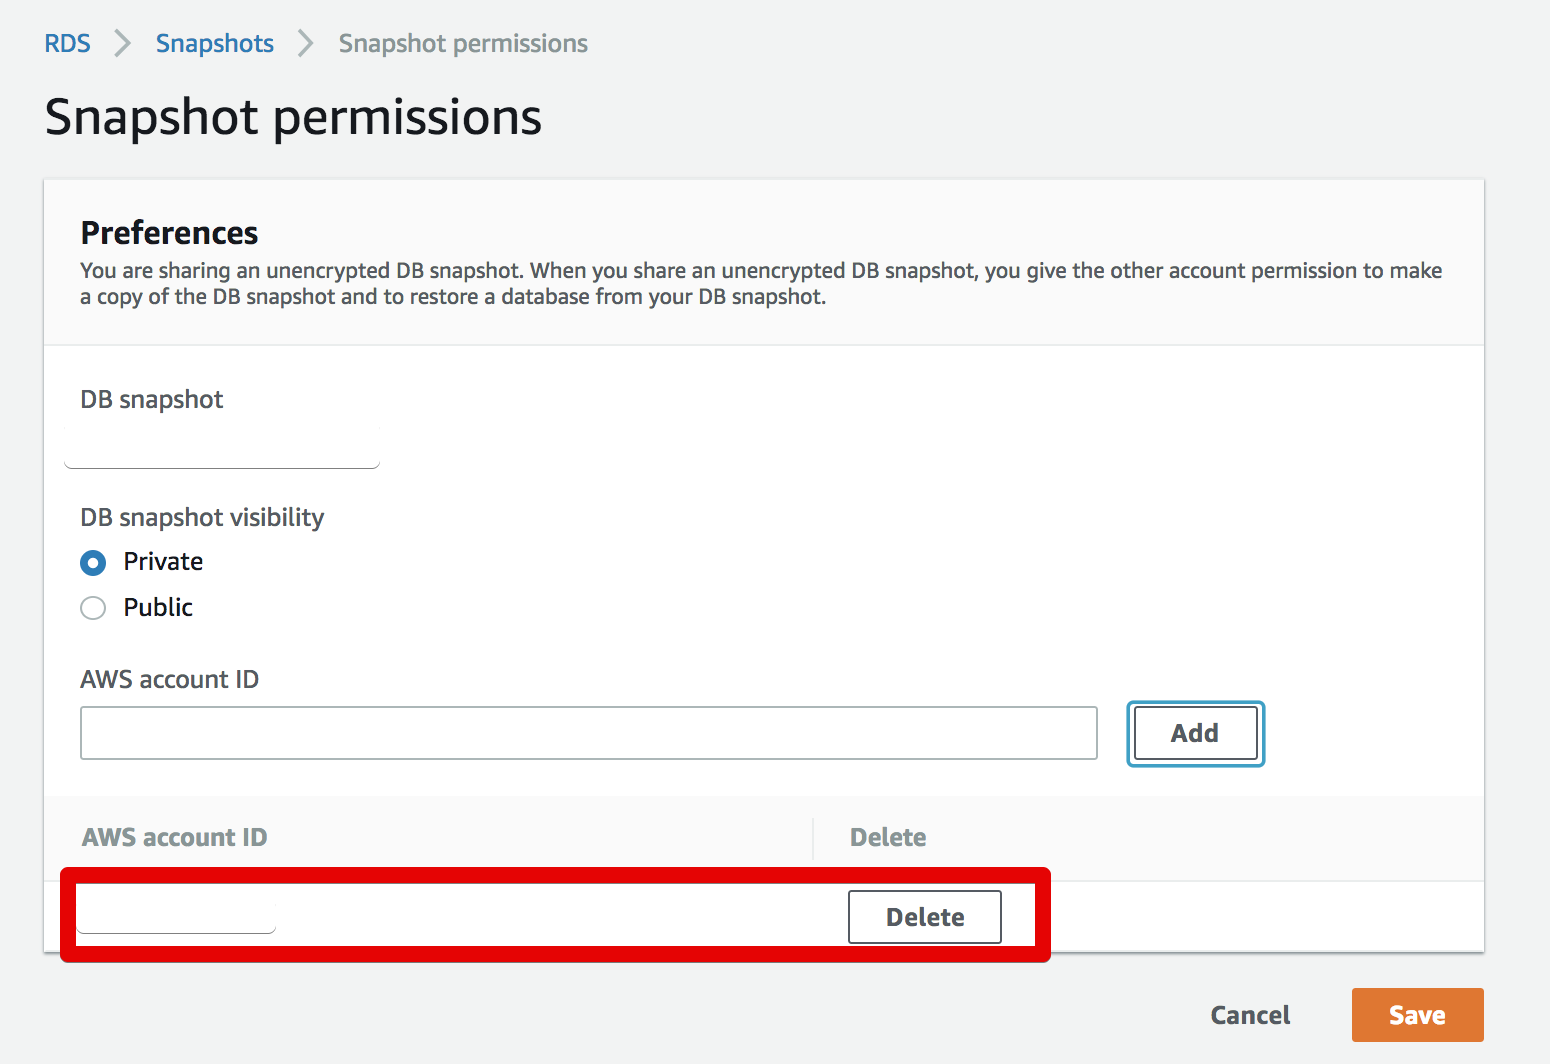 RDS > Snapshots > Snapshot permissions
Snapshot permissions
Preferences
You are sharing an unencrypted DB snapshot. When you share an unencrypted DB snapshot, you give the other account permission to make
a copy of the DB snapshot and to restore a database from your DB snapshot.
DB snapshot
DB snapshot visibility
Private
Public
AWS account ID
Add
AWS account ID Delete
Delete
Cancel Save